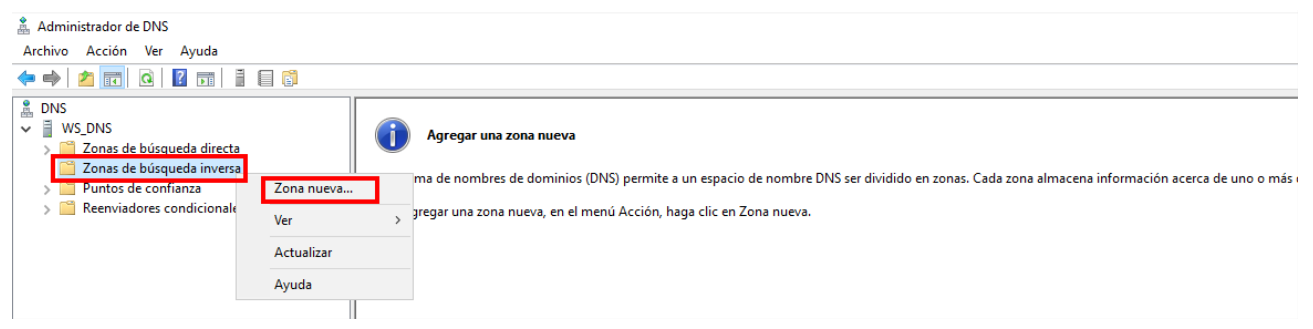 Administrador de DNS
Archivo Acción Ver Ayuda
DNS
WS_DNS
Zonas de búsqueda directa
Zonas de búsqueda inversa
Puntos de confianza
Reenviadores condicionale
Zona nueva...
Ver
Actualizar
Ayuda
Agregar una zona nueva
ma de nombres de dominios (DNS) permite a un espacio de nombre DNS ser dividido en zonas. Cada zona almacena información acerca de uno o más
gregar una zona nueva, en el menú Acción, haga clic en Zona nueva.